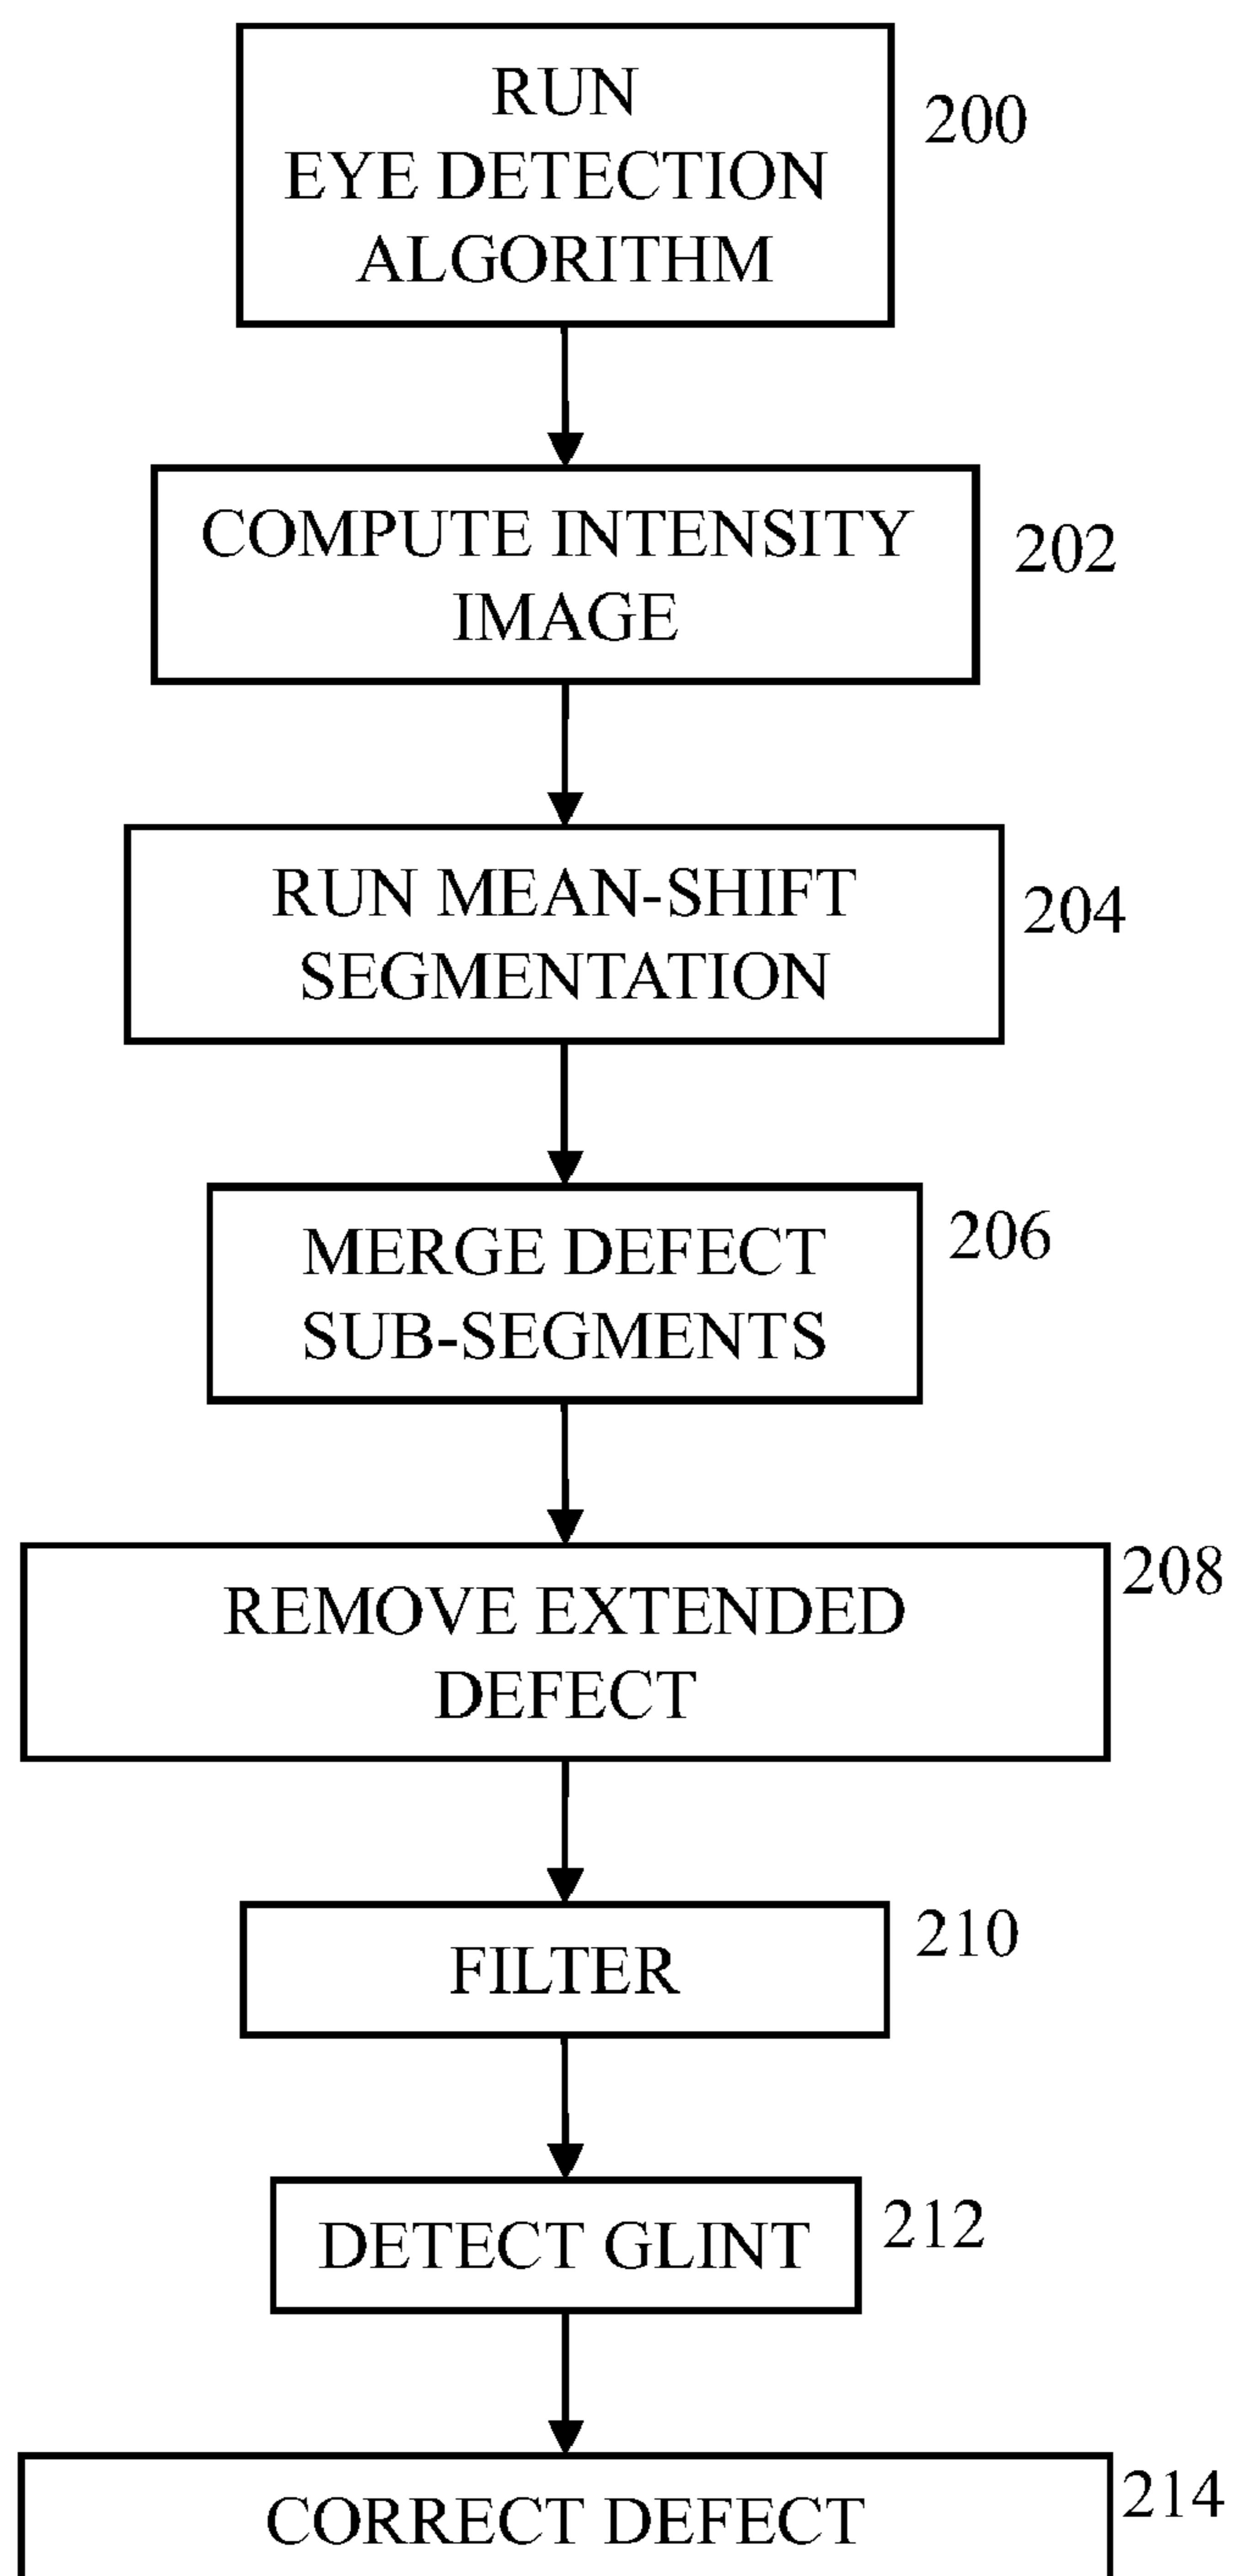 RUN
EYE DETECTION
ALGORITHM
200
COMPUTE INTENSITY
IMAGE
202
RUN MEAN-SHIFT
SEGMENTATION
204
MERGE DEFECT
SUB-SEGMENTS
206
REMOVE EXTENDED
DEFECT
208
FILTER
210
DETECT GLINT
212
CORRECT DEFECT
214